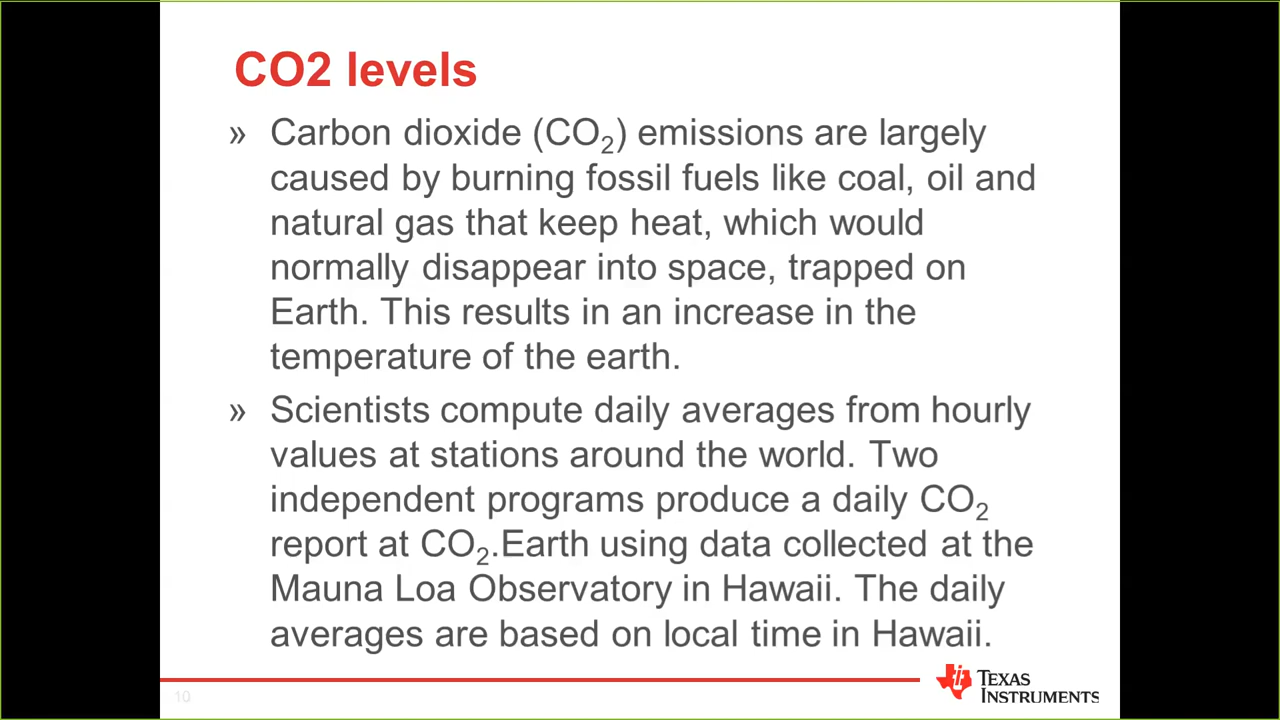 CO2 levels
» Carbon dioxide (CO₂) emissions are largely
caused by burning fossil fuels like coal, oil and
natural gas that keep heat, which would
normally disappear into space, trapped on
Earth. This results in an increase in the
temperature of the earth.
» Scientists compute daily averages from hourly
values at stations around the world. Two
independent programs produce a daily CO₂
report at CO₂.Earth using data collected at the
Mauna Loa Observatory in Hawaii. The daily
averages are based on local time in Hawaii.
10
TEXAS
INSTRUMENTS